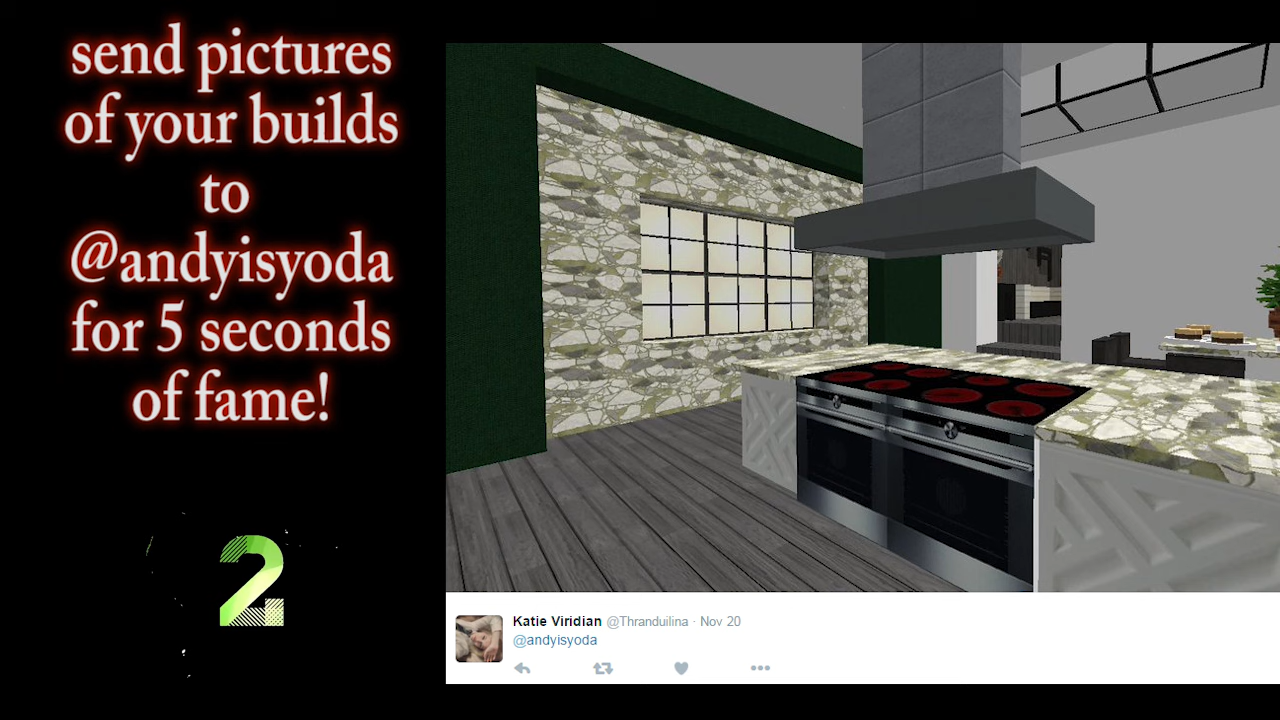 send pictures
of your builds
to
@andyisyoda
for 5 seconds
of fame!
2
Katie Viridian @Thranduilina · Nov 20
@andyisyoda